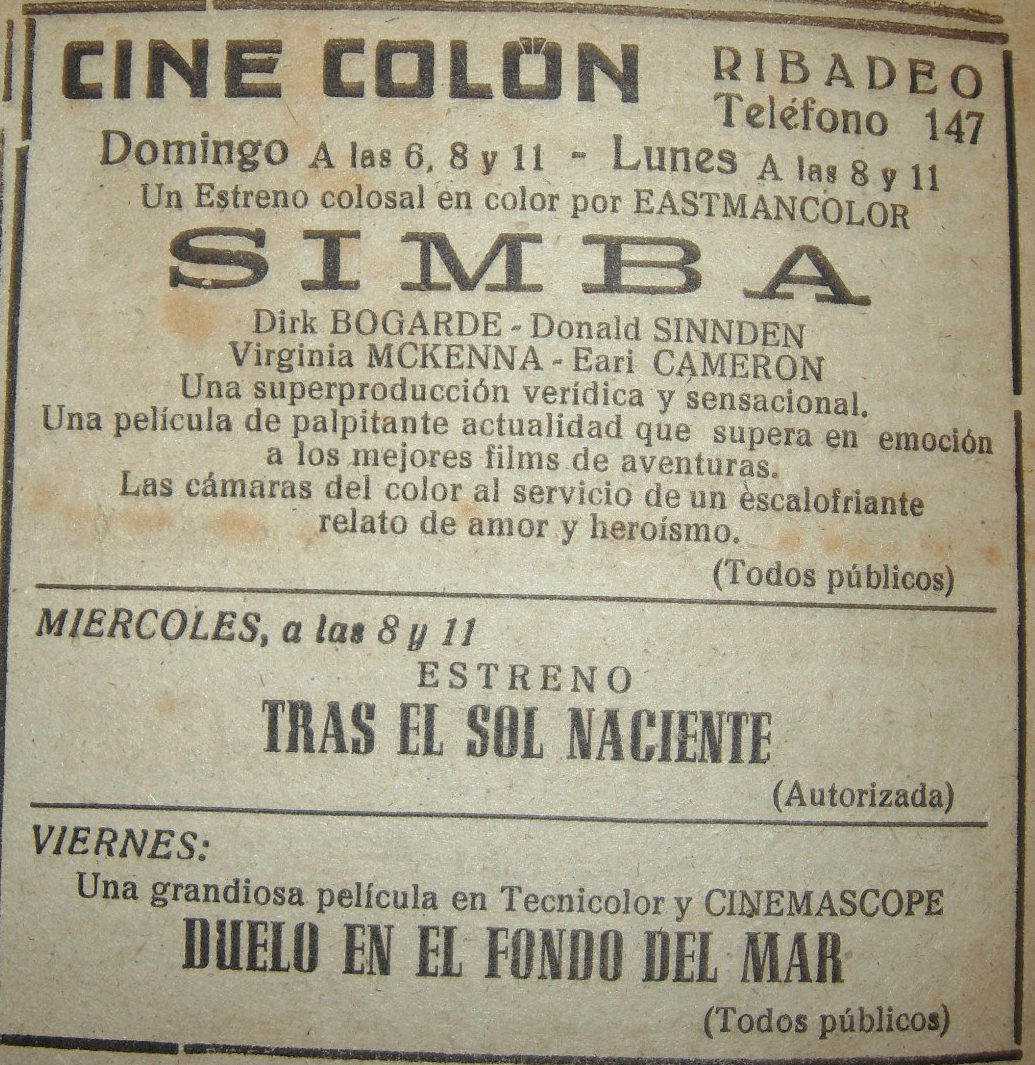 CINE COLÓN
RIBADEO
Teléfono 147
Domingo A las 6, 8 y 11 - Lunes A las 8 y 11
Un Estreno colosal en color por EASTMANCOLOR
SIMBA
Dirk BOGARDE - Donald SINNDEN
Virginia MCKENNA - Eari CAMERON
Una superproducción verídica y sensacional.
Una película de palpitante actualidad que supera en emoción
a los mejores films de aventuras.
Las cámaras del color al servicio de un escalofriante
relato de amor y heroísmo.
(Todos públicos)
MIERCOLES, a las 8 y 11
ESTRENO
TRAS EL SOL NACIENTE
(Autorizada)
VIERNES:
Una grandiosa película en Tecnicolor y CINEMASCOPE
DUELO EN EL FONDO DEL MAR
(Todos públicos)